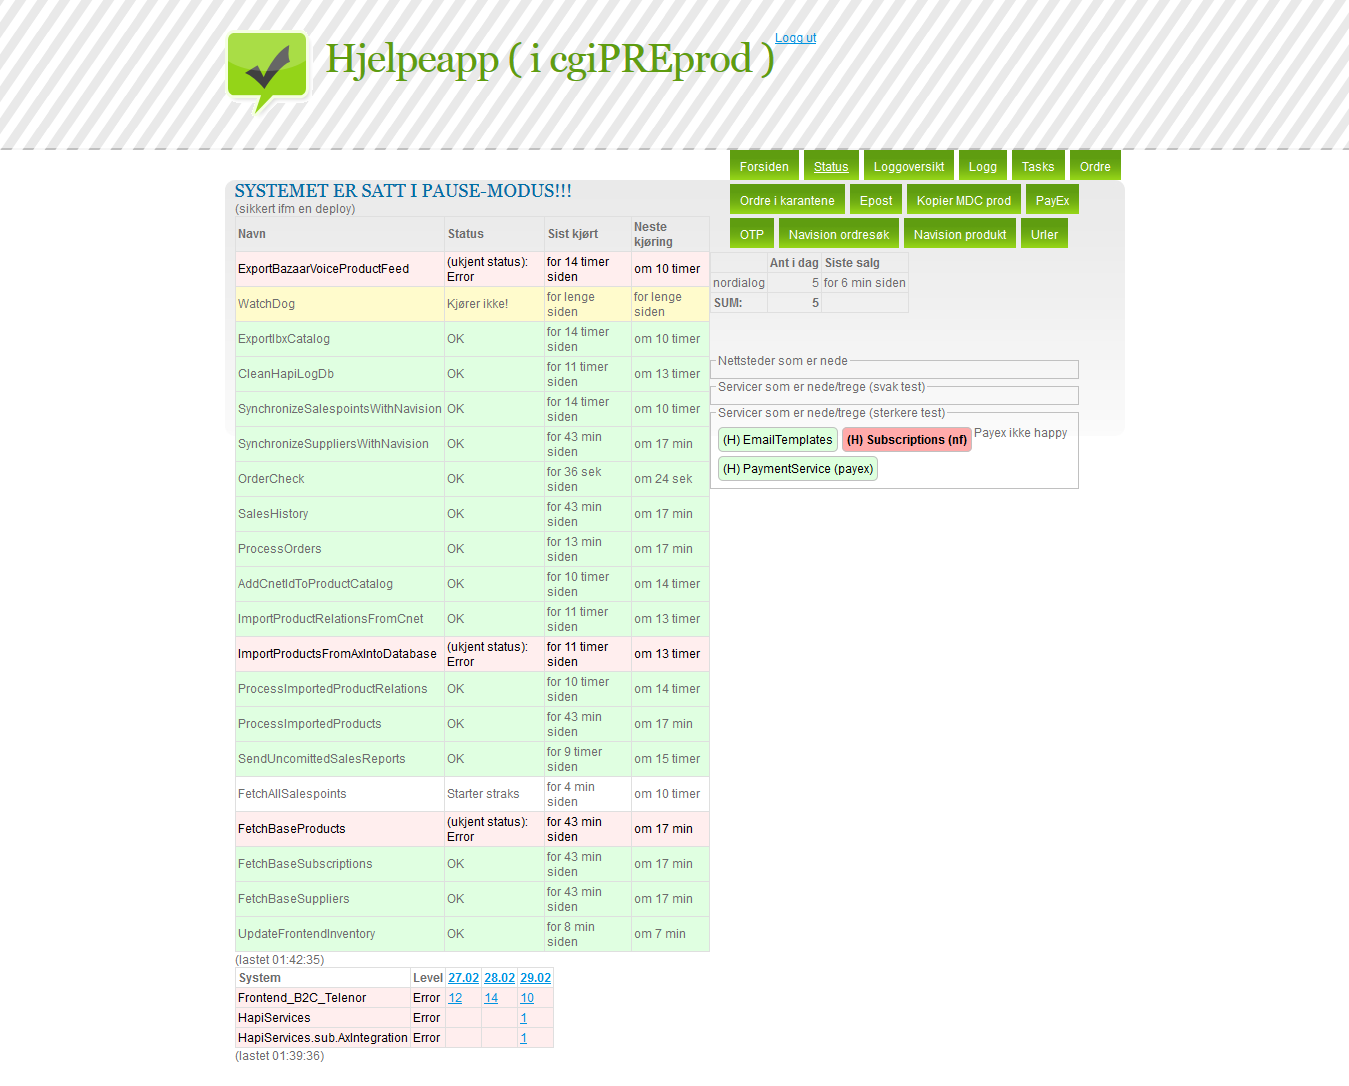 Hjelpeapp ( i cgiPREprod )
Logg ut
Forsiden Status Loggoversikt Logg Tasks Ordre
Ordre i karantene Epost Kopier MDC prod PayEx
OTP Navision ordresøk Navision produkt Urler
SYSTEMET ER SATT I PAUSE-MODUS!!!
(sikkert ifm en deploy)
Navn Status Sist kjørt Neste kjøring
ExportBazaarVoiceProductFeed (ukjent status): Error for 14 timer siden om 10 timer
WatchDog Kjører ikke! for lenge siden for lenge siden
ExportIbxCatalog OK for 14 timer siden om 10 timer
CleanHapiLogDb OK for 11 timer siden om 13 timer
SynchronizeSalespointsWithNavision OK for 14 timer siden om 10 timer
SynchronizeSuppliersWithNavision OK for 43 min siden om 17 min
OrderCheck OK for 36 sek siden om 24 sek
SalesHistory OK for 43 min siden om 17 min
ProcessOrders OK for 13 min siden om 17 min
AddCnetIdToProductCatalog OK for 10 timer siden om 14 timer
ImportProductRelationsFromCnet OK for 11 timer siden om 13 timer
ImportProductsFromAxIntoDatabase (ukjent status): Error for 11 timer siden om 13 timer
ProcessImportedProductRelations OK for 10 timer siden om 14 timer
ProcessImportedProducts OK for 43 min siden om 17 min
SendUncomittedSalesReports OK for 9 timer siden om 15 timer
FetchAllSalespoints Starter straks for 4 min siden om 10 timer
FetchBaseProducts (ukjent status): Error for 43 min siden om 17 min
FetchBaseSubscriptions OK for 43 min siden om 17 min
FetchBaseSuppliers OK for 43 min siden om 17 min
UpdateFrontendInventory OK for 8 min siden om 7 min
(lastet 01:42:35)
System Level 27.02 28.02 29.02
Frontend_B2C_Telenor Error 12 14 10
HapiServices Error 1
HapiServices.sub.AxIntegration Error 1
(lastet 01:39:36)
Ant i dag Siste salg
nordialog 5 for 6 min siden
SUM: 5
Nettsteder som er nede
Servicer som er nede/trege (svak test)
Servicer som er nede/trege (sterkere test)
(H) EmailTemplates (H) Subscriptions (nf) Payex ikke happy
(H) PaymentService (payex)